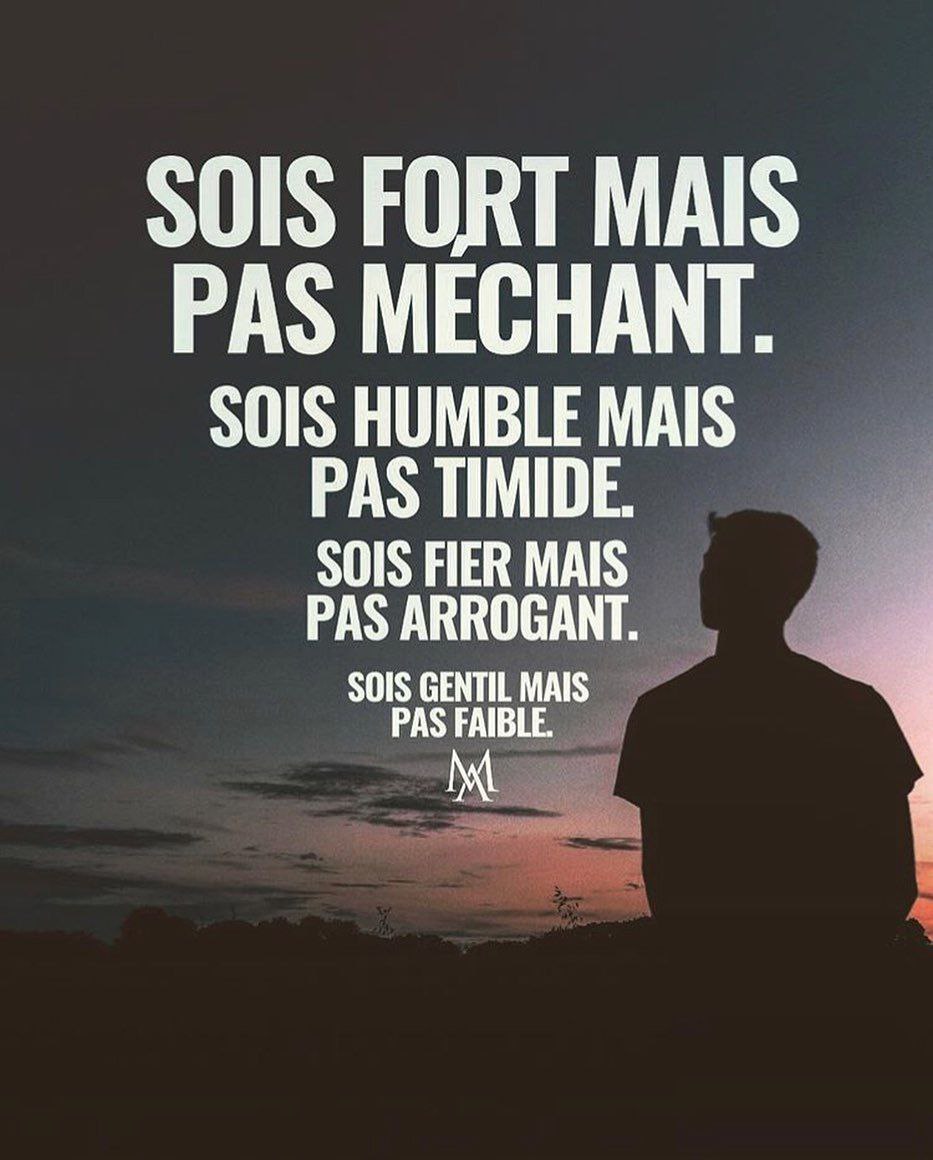 SOIS FORT MAIS
PAS MÉCHANT.
SOIS HUMBLE MAIS
PAS TIMIDE.
SOIS FIER MAIS
PAS ARROGANT.
SOIS GENTIL MAIS
PAS FAIBLE.